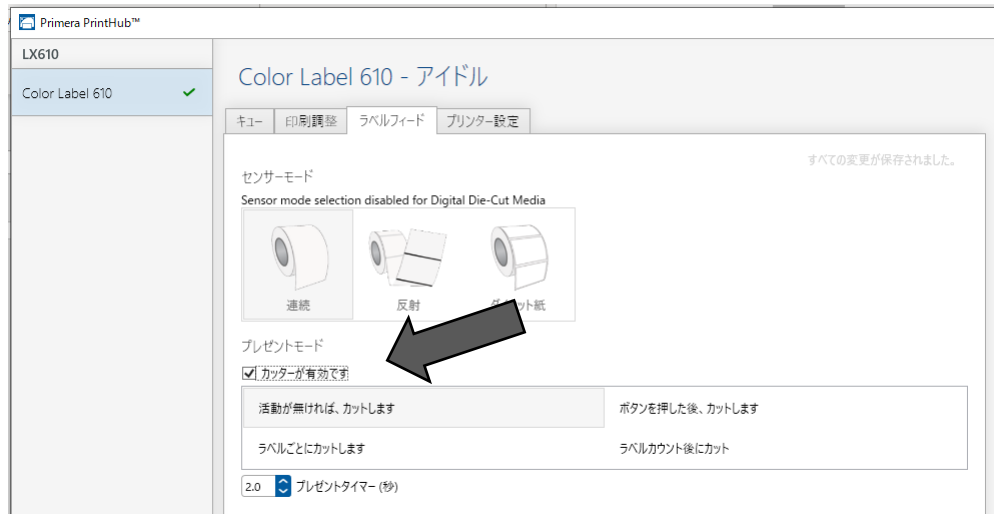 Primera PrintHub™
LX610
Color Label 610
Color Label 610 - アイドル
キュー 印刷調整 ラベルフィード プリンター設定
すべての変更が保存されました。
センサーモード
Sensor mode selection disabled for Digital Die-Cut Media
連続 反射 ット紙
プレゼントモード
カッターが有効です
活動が無ければ、カットします ボタンを押した後、カットします
ラベルごとにカットします ラベルカウント後にカット
2.0 プレゼントタイマー (秒)